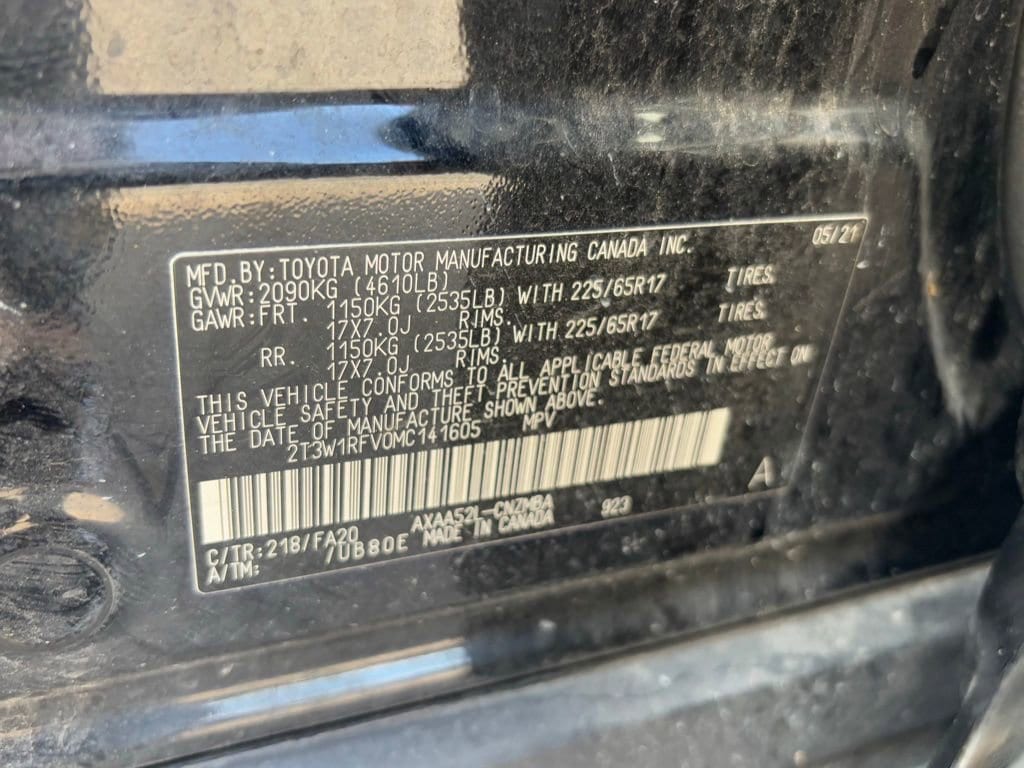 MFD.BY:TOYOTA MOTOR MANUFACTURING CANADA INC. 05/21
GVWR:2090KG (4610LB)
GAWR:FRT. 1150KG (2535LB) WITH 225/65R17 TIRES.
17X7.0J RIMS.
RR. 1150KG (2535LB) WITH 225/65R17 TIRES.
17X7.0J RIMS.
THIS VEHICLE CONFORMS TO ALL APPLICABLE FEDERAL MOTOR
VEHICLE SAFETY AND THEFT PREVENTION STANDARDS IN EFFECT ON
THE DATE OF MANUFACTURE SHOWN ABOVE.
2T3W1RFV0MC141605 MPV
A
C/TR:218/FA20 AXAA52L-CNZMBA 923
A/TM: /UB80E MADE IN CANADA